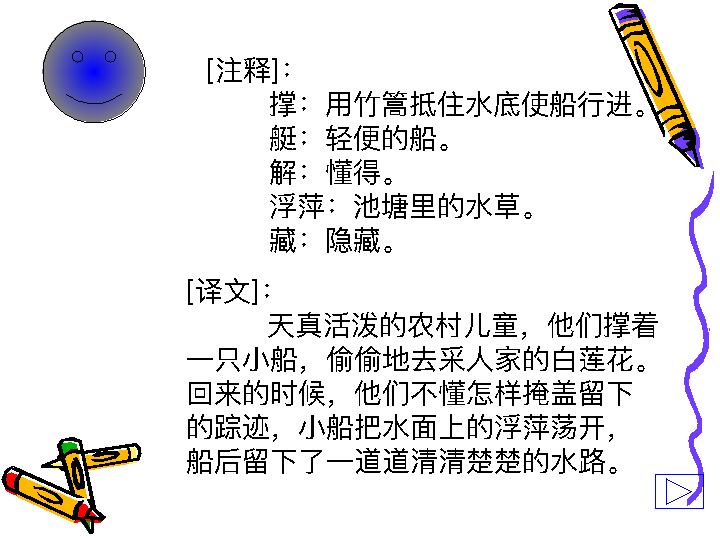 [注释]：
撑：用竹篙抵住水底使船行进。
艇：轻便的船。
解：懂得。
浮萍：池塘里的水草。
藏：隐藏。
[译文]：
天真活泼的农村儿童，他们撑着
一只小船，偷偷地去采人家的白莲花。
回来的时候，他们不懂怎样掩盖留下
的踪迹，小船把水面上的浮萍荡开，
船后留下了一道道清清楚楚的水路。